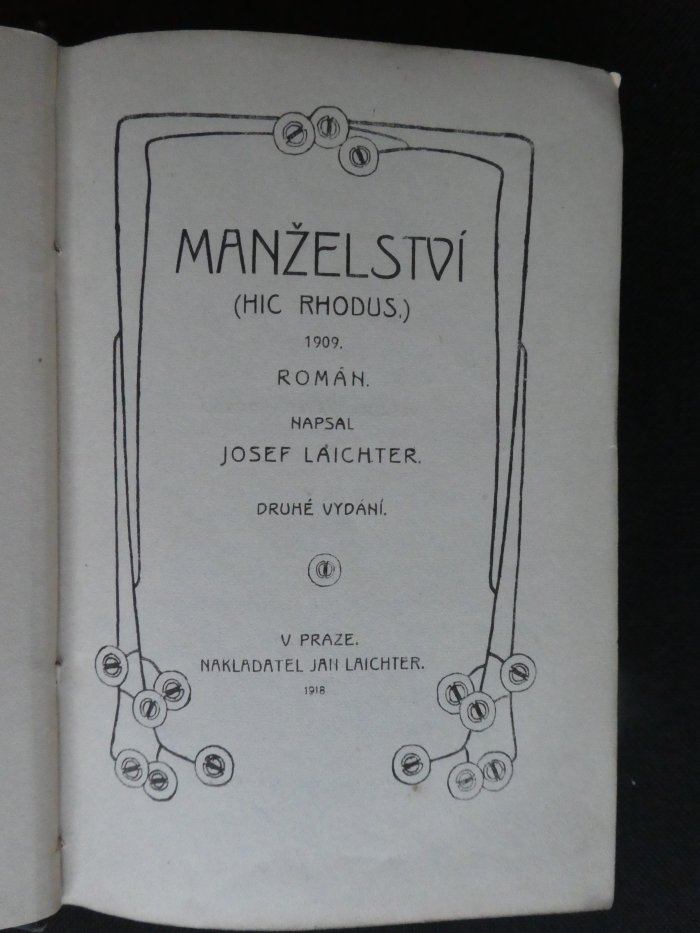 MANŽELSTVÍ
(HIC RHODUS.)
1909.
ROMÁN.
NAPSAL
JOSEF LAICHTER.
DRUHÉ VYDÁNÍ.
V PRAZE.
NAKLADATEL JAN LAICHTER.
1918